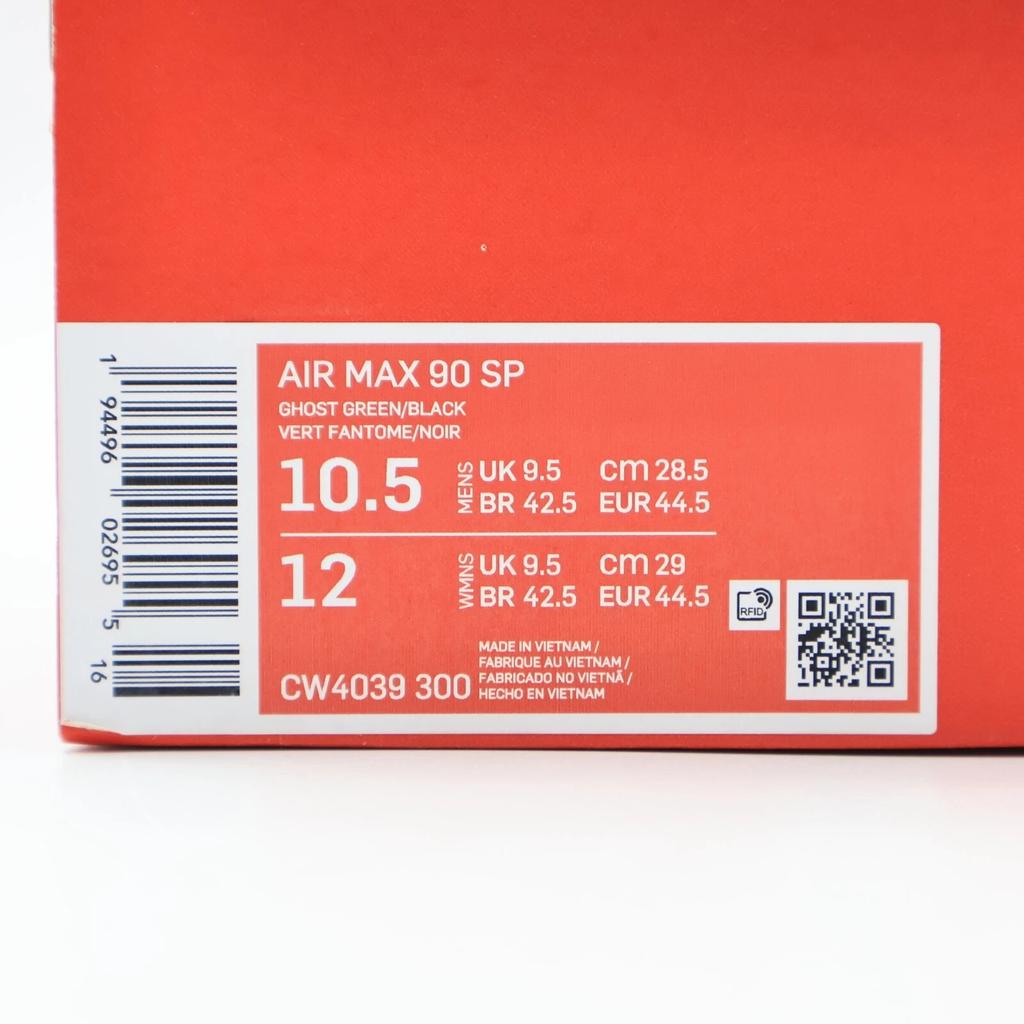 AIR MAX 90 SP
GHOST GREEN/BLACK
VERT FANTOME/NOIR
10.5 MENS UK 9.5 CM 28.5
BR 42.5 EUR 44.5
12 WMNS UK 9.5 CM 29
BR 42.5 EUR 44.5
RFID
MADE IN VIETNAM /
FABRIQUE AU VIETNAM /
FABRICADO NO VIETNÃ /
HECHO EN VIETNAM
CW4039 300
1 94496 02695 5 16